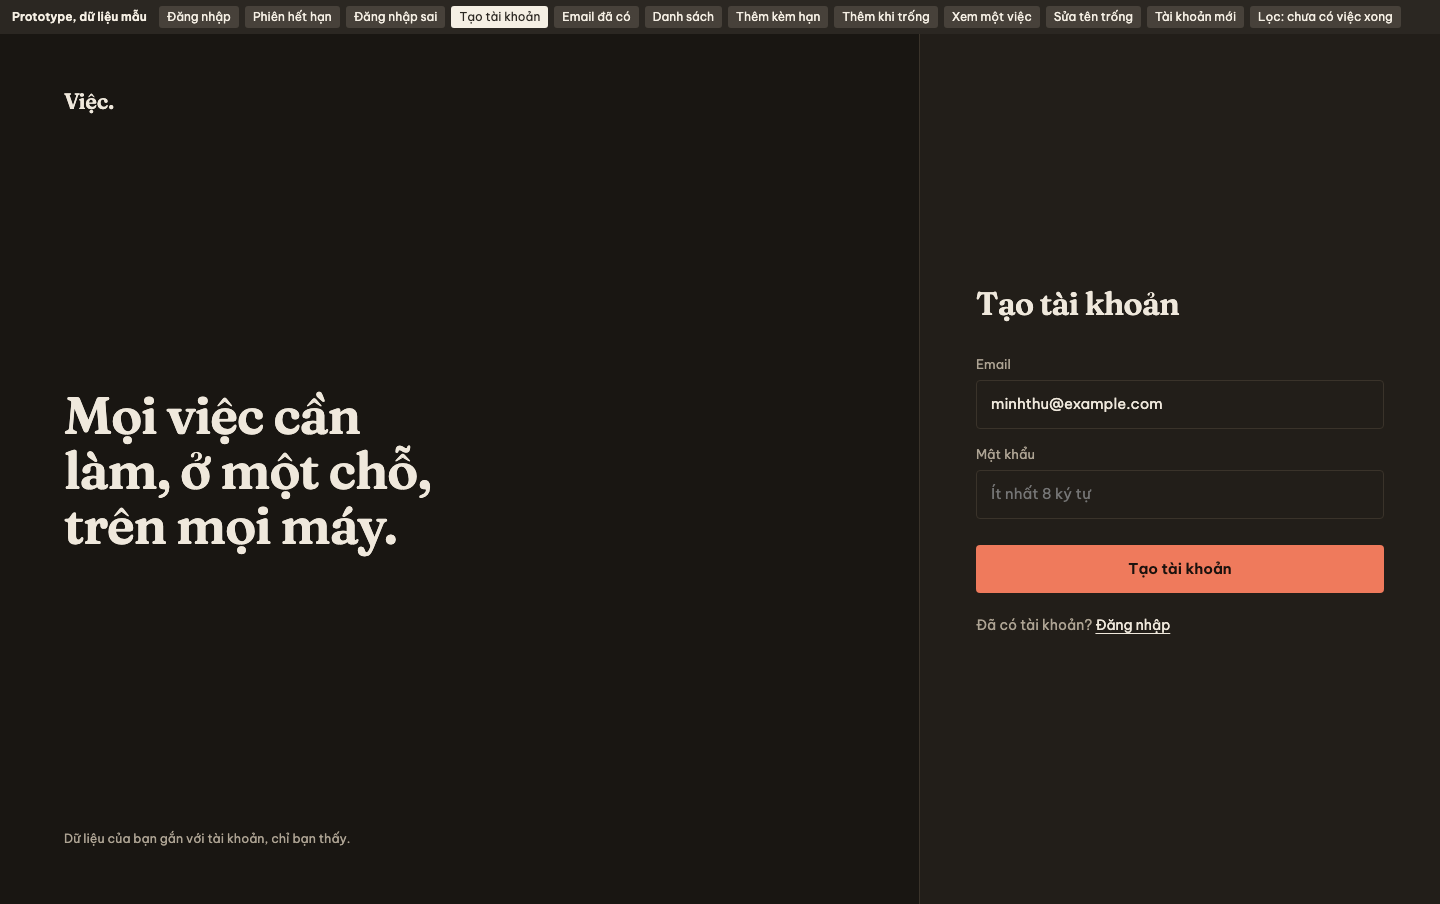 Prototype, dữ liệu mẫu Đăng nhập Phiên hết hạn Đăng nhập sai Tạo tài khoản Email đã có Danh sách Thêm kèm hạn Thêm khi trống Xem một việc Sửa tên trống Tài khoản mới Lọc: chưa có việc xong
Việc.
Mọi việc cần
làm, ở một chỗ,
trên mọi máy.
Dữ liệu của bạn gắn với tài khoản, chỉ bạn thấy.
Tạo tài khoản
Email
minhthu@example.com
Mật khẩu
Ít nhất 8 ký tự
Tạo tài khoản
Đã có tài khoản? Đăng nhập